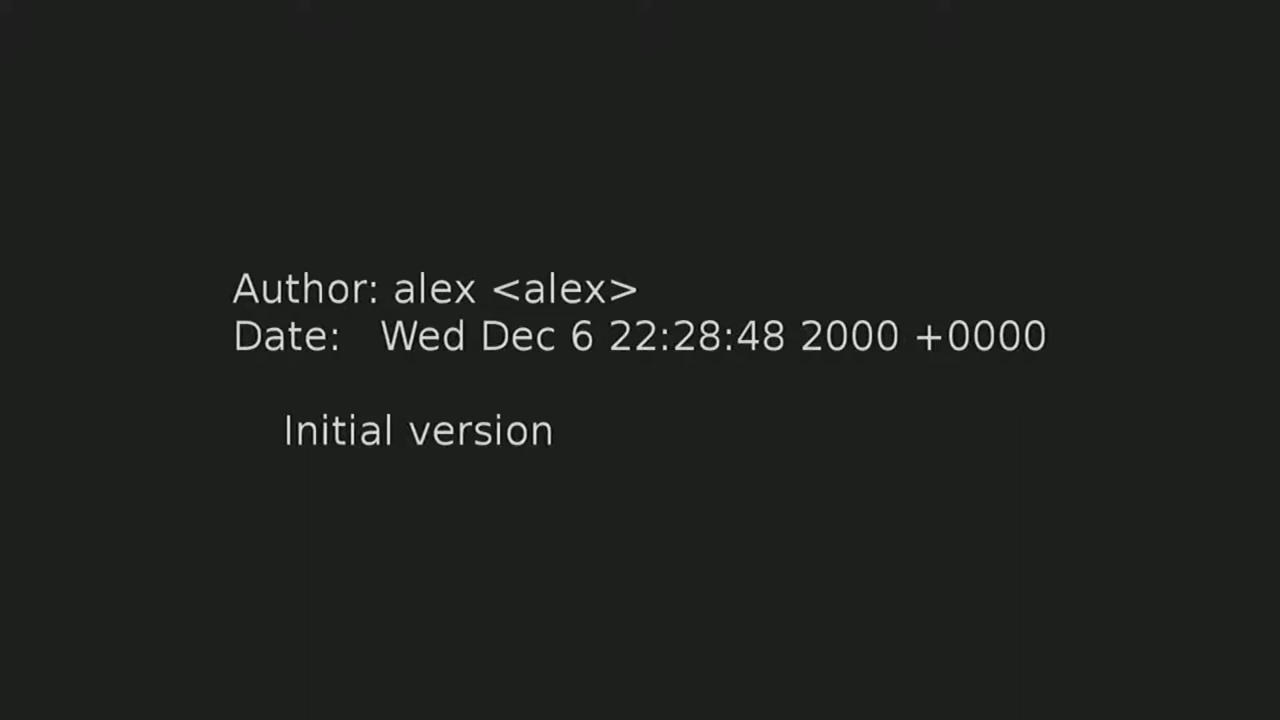 Author: alex <alex>
Date:   Wed Dec 6 22:28:48 2000 +0000
Initial version